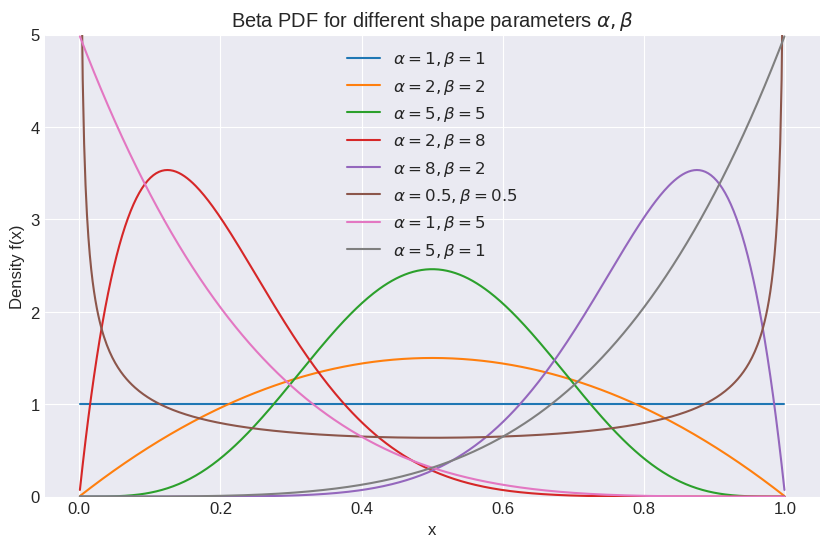 Beta PDF for different shape parameters α, β
5
4
3
2
1
0
Density f(x)
α = 1, β = 1
α = 2, β = 2
α = 5, β = 5
α = 2, β = 8
α = 8, β = 2
α = 0.5, β = 0.5
α = 1, β = 5
α = 5, β = 1
0.0 0.2 0.4 0.6 0.8 1.0
x